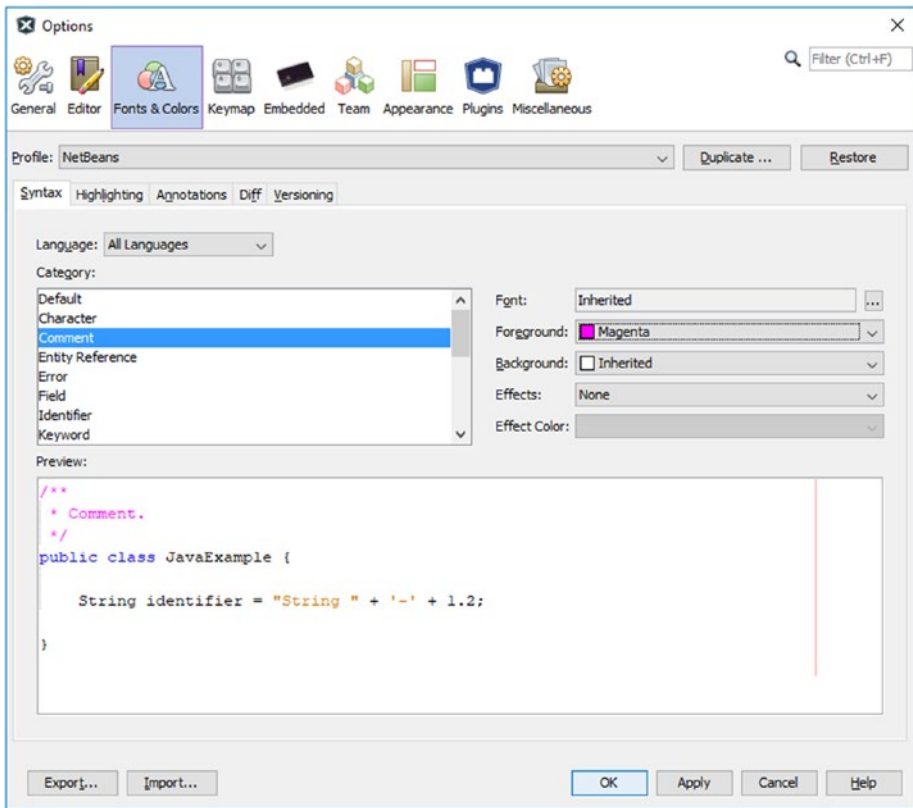 Options
Filter (Ctrl+F)
General Editor Fonts & Colors Keymap Embedded Team Appearance Plugins Miscellaneous
Profile: NetBeans Duplicate ... Restore
Syntax Highlighting Annotations Diff Versioning
Language: All Languages
Category:
Default
Character
Comment
Entity Reference
Error
Field
Identifier
Keyword
Font: Inherited ...
Foreground: Magenta
Background: Inherited
Effects: None
Effect Color:
Preview:
/**
 * Comment.
 */
public class JavaExample {
    String identifier = "String " + '-' + 1.2;
}
Export... Import... OK Apply Cancel Help